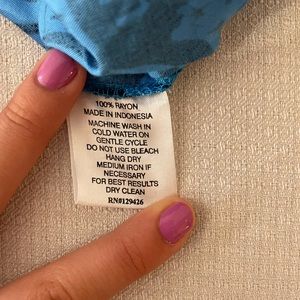 100% RAYON
MADE IN INDONESIA
MACHINE WASH IN
COLD WATER ON
GENTLE CYCLE
DO NOT USE BLEACH
HANG DRY
MEDIUM IRON IF
NECESSARY
FOR BEST RESULTS
DRY CLEAN
RN#129426